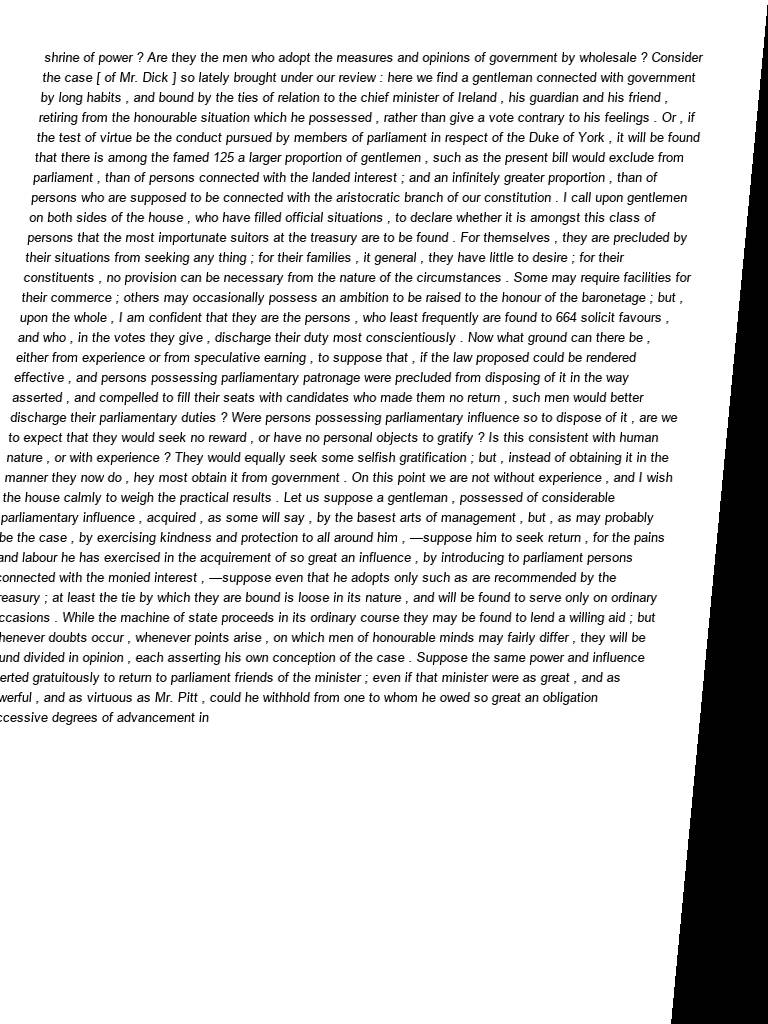 shrine of power ? Are they the men who adopt the measures and opinions of government by wholesale ? Consider
the case [ of Mr. Dick ] so lately brought under our review : here we find a gentleman connected with government
by long habits , and bound by the ties of relation to the chief minister of Ireland , his guardian and his friend ,
retiring from the honourable situation which he possessed , rather than give a vote contrary to his feelings . Or , if
the test of virtue be the conduct pursued by members of parliament in respect of the Duke of York , it will be found
that there is among the famed 125 a larger proportion of gentlemen , such as the present bill would exclude from
parliament , than of persons connected with the landed interest ; and an infinitely greater proportion , than of
persons who are supposed to be connected with the aristocratic branch of our constitution . I call upon gentlemen
on both sides of the house , who have filled official situations , to declare whether it is amongst this class of
persons that the most importunate suitors at the treasury are to be found . For themselves , they are precluded by
their situations from seeking any thing ; for their families , it general , they have little to desire ; for their
constituents , no provision can be necessary from the nature of the circumstances . Some may require facilities for
their commerce ; others may occasionally possess an ambition to be raised to the honour of the baronetage ; but ,
upon the whole , I am confident that they are the persons , who least frequently are found to 664 solicit favours ,
and who , in the votes they give , discharge their duty most conscientiously . Now what ground can there be ,
either from experience or from speculative earning , to suppose that , if the law proposed could be rendered
effective , and persons possessing parliamentary patronage were precluded from disposing of it in the way
asserted , and compelled to fill their seats with candidates who made them no return , such men would better
discharge their parliamentary duties ? Were persons possessing parliamentary influence so to dispose of it , are we
to expect that they would seek no reward , or have no personal objects to gratify ? Is this consistent with human
nature , or with experience ? They would equally seek some selfish gratification ; but , instead of obtaining it in the
manner they now do , hey most obtain it from government . On this point we are not without experience , and I wish
the house calmly to weigh the practical results . Let us suppose a gentleman , possessed of considerable
parliamentary influence , acquired , as some will say , by the basest arts of management , but , as may probably
be the case , by exercising kindness and protection to all around him , —suppose him to seek return , for the pains
and labour he has exercised in the acquirement of so great an influence , by introducing to parliament persons
connected with the monied interest , —suppose even that he adopts only such as are recommended by the
reasury ; at least the tie by which they are bound is loose in its nature , and will be found to serve only on ordinary
ccasions . While the machine of state proceeds in its ordinary course they may be found to lend a willing aid ; but
henever doubts occur , whenever points arise , on which men of honourable minds may fairly differ , they will be
und divided in opinion , each asserting his own conception of the case . Suppose the same power and influence
erted gratuitously to return to parliament friends of the minister ; even if that minister were as great , and as
werful , and as virtuous as Mr. Pitt , could he withhold from one to whom he owed so great an obligation
ccessive degrees of advancement in